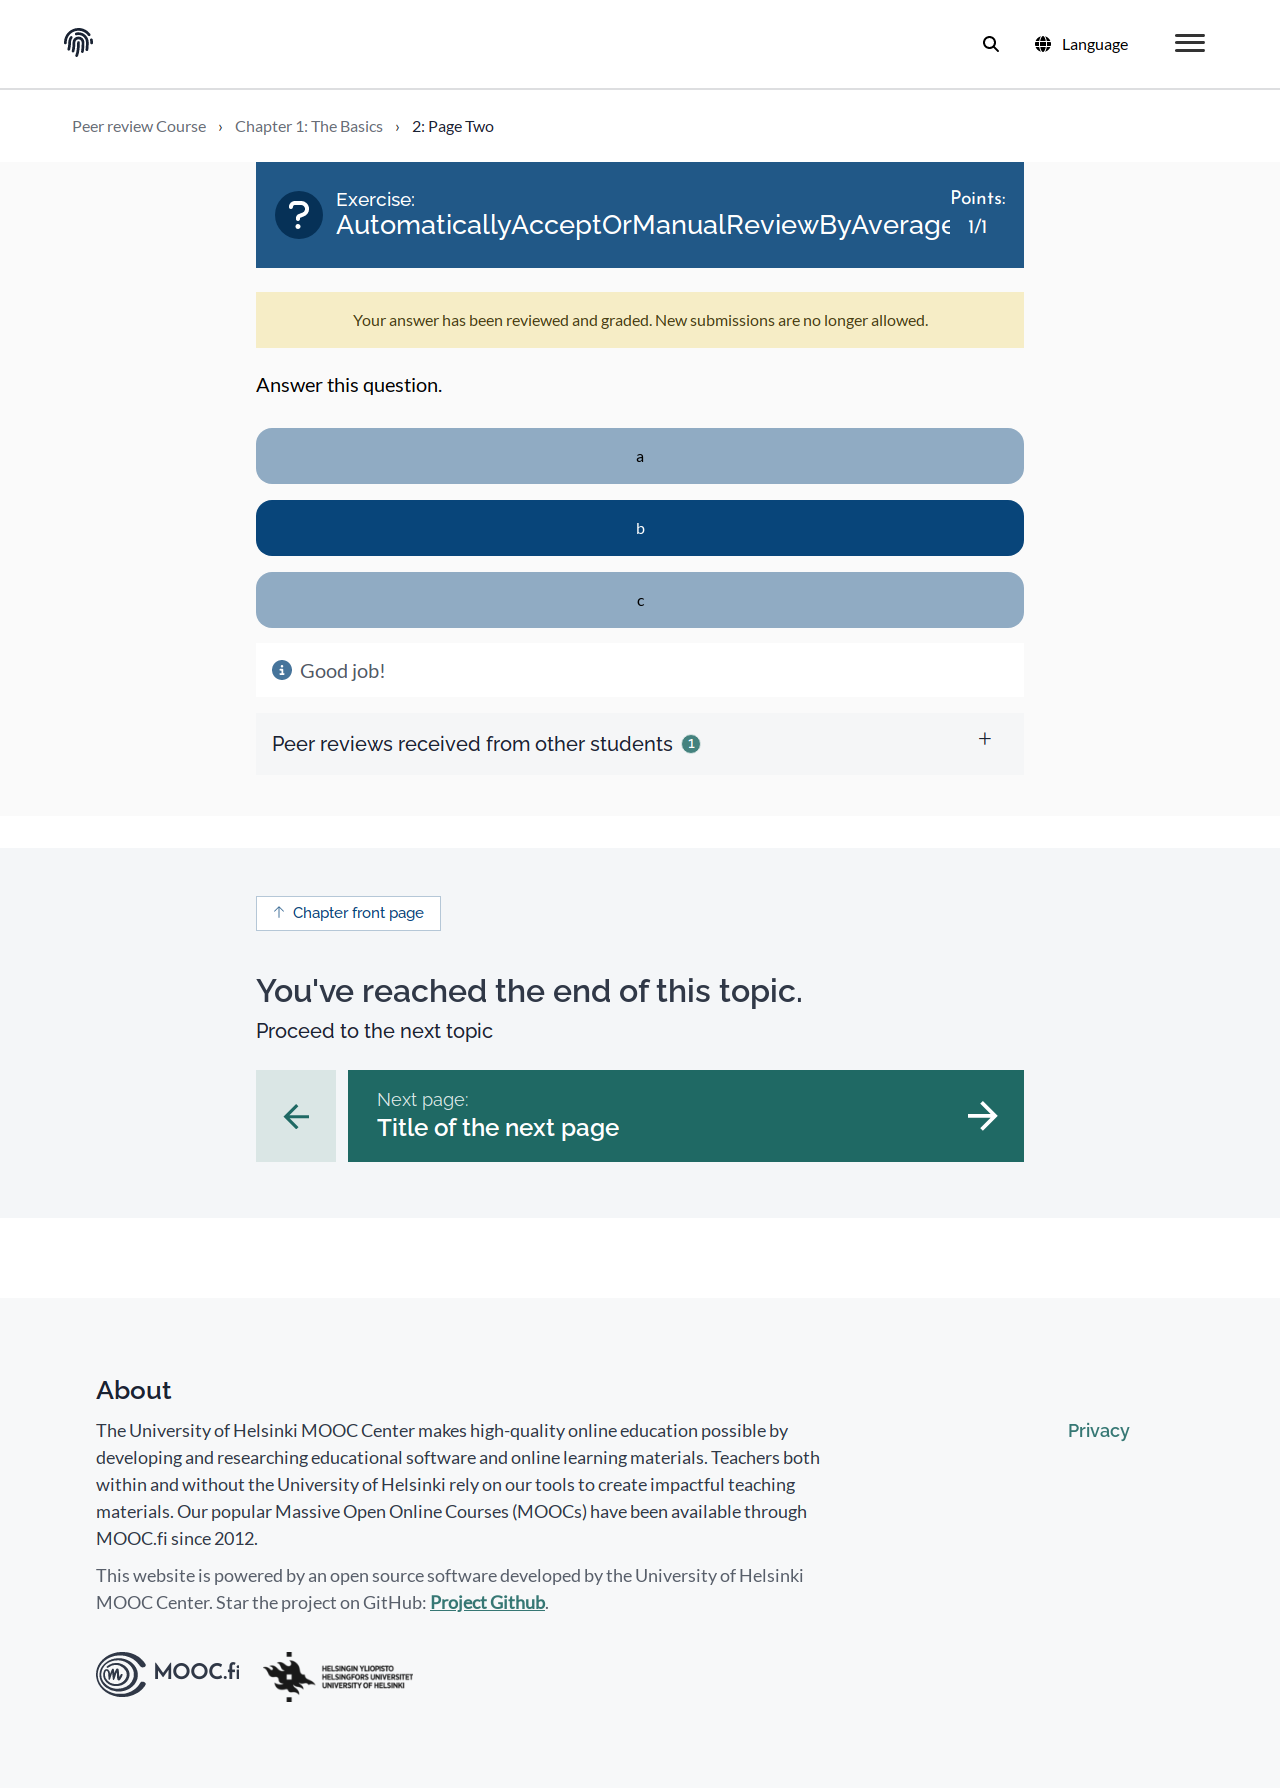 Language
Peer review Course › Chapter 1: The Basics › 2: Page Two
Exercise:
AutomaticallyAcceptOrManualReviewByAverage
Points:
1/1
Your answer has been reviewed and graded. New submissions are no longer allowed.
Answer this question.
a
b
c
Good job!
Peer reviews received from other students 1
Chapter front page
You've reached the end of this topic.
Proceed to the next topic
Next page:
Title of the next page
About
The University of Helsinki MOOC Center makes high-quality online education possible by
developing and researching educational software and online learning materials. Teachers both
within and without the University of Helsinki rely on our tools to create impactful teaching
materials. Our popular Massive Open Online Courses (MOOCs) have been available through
MOOC.fi since 2012.
Privacy
This website is powered by an open source software developed by the University of Helsinki
MOOC Center. Star the project on GitHub: Project Github.
MOOC.fi
HELSINGIN YLIOPISTO
HELSINGFORS UNIVERSITET
UNIVERSITY OF HELSINKI